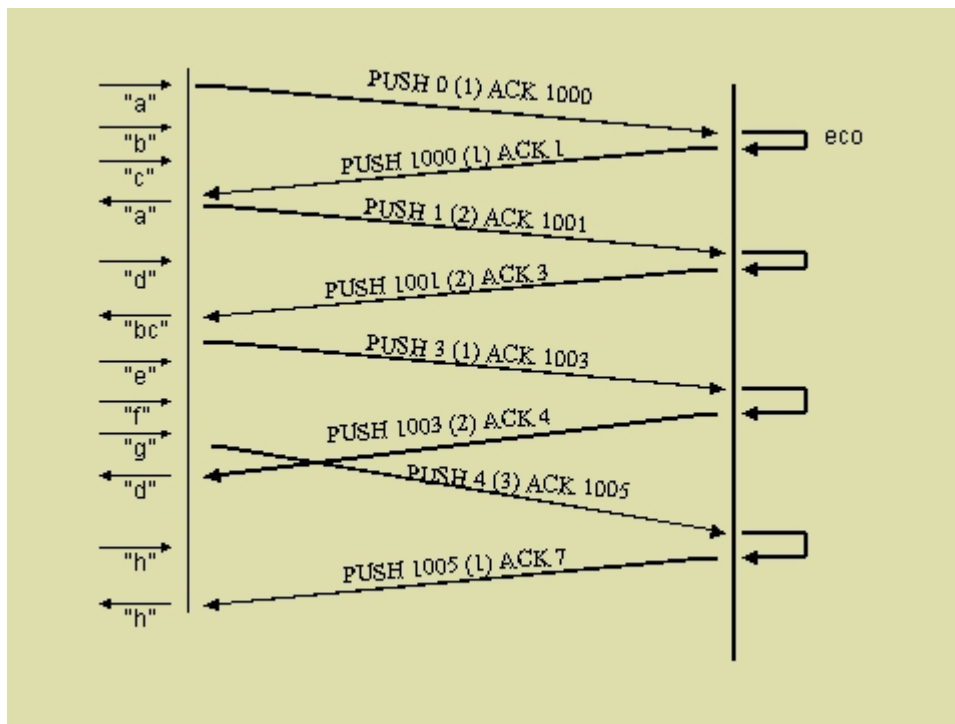 PUSH 0 (1) ACK 1000
"a"
"b"
eco
PUSH 1000 (1) ACK 1
"c"
"a"
PUSH 1 (2) ACK 1001
"d"
PUSH 1001 (2) ACK 3
"bc"
PUSH 3 (1) ACK 1003
"e"
"f"
PUSH 1003 (2) ACK 4
"g"
PUSH 4 (3) ACK 1005
"d"
"h"
PUSH 1005 (1) ACK 7
"h"